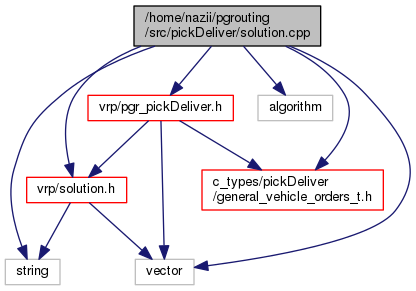 /home/nazii/pgrouting
/src/pickDeliver/solution.cpp
vrp/pgr_pickDeliver.h
algorithm
vrp/solution.h
c_types/pickDeliver
/general_vehicle_orders_t.h
string
vector